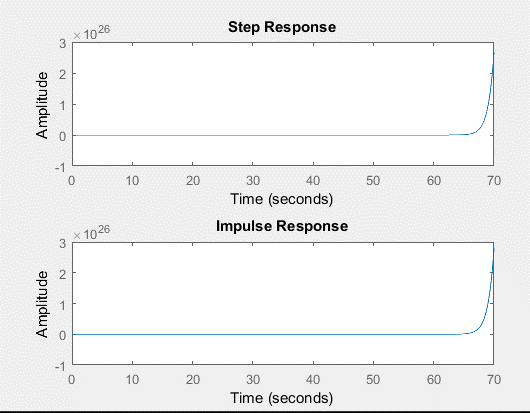 Step Response
×10^26
3
2
1
0
-1
Amplitude
0 10 20 30 40 50 60 70
Time (seconds)
Impulse Response
×10^26
3
2
1
0
-1
Amplitude
0 10 20 30 40 50 60 70
Time (seconds)